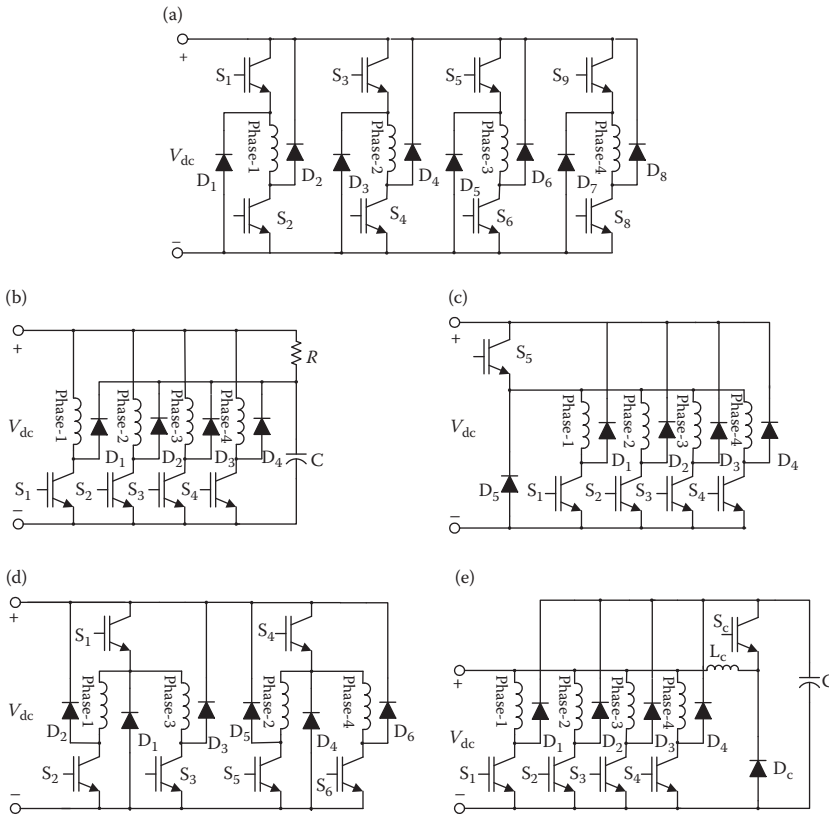 (a)
+
S1
S3
S5
S9
Phase-1
Phase-2
Phase-3
Phase-4
Vdc
D1
D2
D3
D4
D5
D6
D7
D8
S2
S4
S6
S8
−
(b)
+
R
Phase-1
Phase-2
Phase-3
Phase-4
Vdc
D1
D2
D3
D4
C
S1
S2
S3
S4
−
(c)
+
S5
Phase-1
Phase-2
Phase-3
Phase-4
Vdc
D1
D2
D3
D4
D5
S1
S2
S3
S4
−
(d)
+
S1
S4
Phase-1
Phase-3
Phase-2
Phase-4
Vdc
D2
D1
D3
D5
D4
D6
S2
S3
S5
S6
−
(e)
Sc
Lc
C
+
Phase-1
Phase-2
Phase-3
Phase-4
Vdc
D1
D2
D3
D4
Dc
S1
S2
S3
S4
−